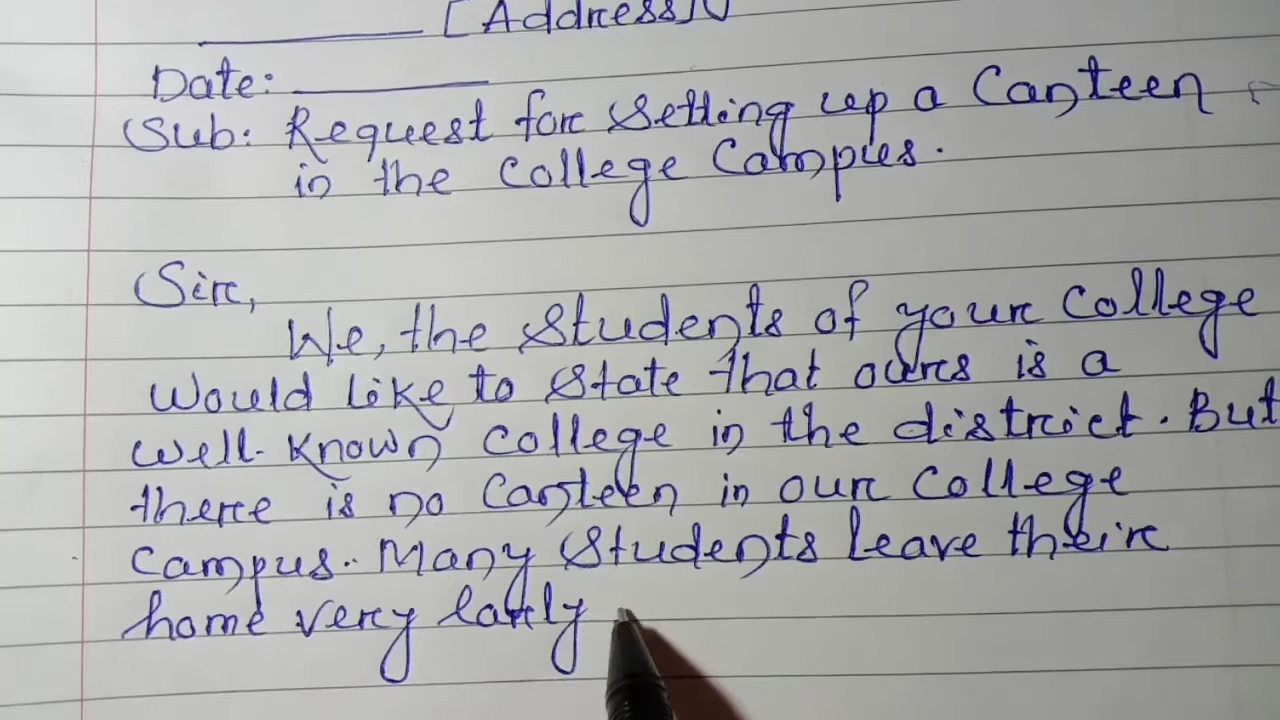 ________ [Address]
Date: ________
Sub: Request for Setting up a Canteen
in the College Campus.
Sir,
We, the Students of your College
Would like to State that ours is a
well-known College in the district. But
there is no Canteen in our College
Campus. Many Students leave their
home very